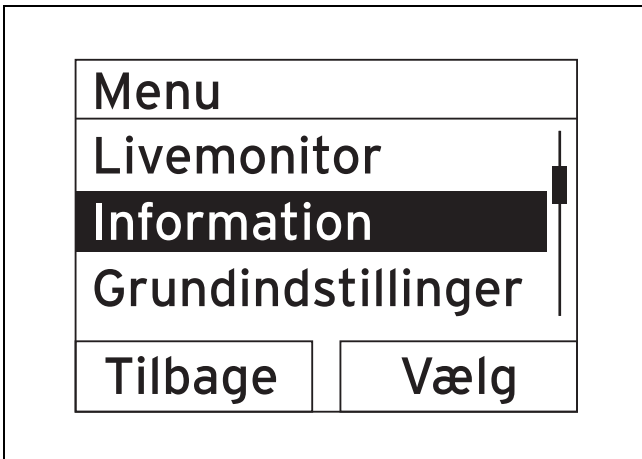 Menu
Livemonitor
Information
Grundindstillinger
Tilbage
Vælg